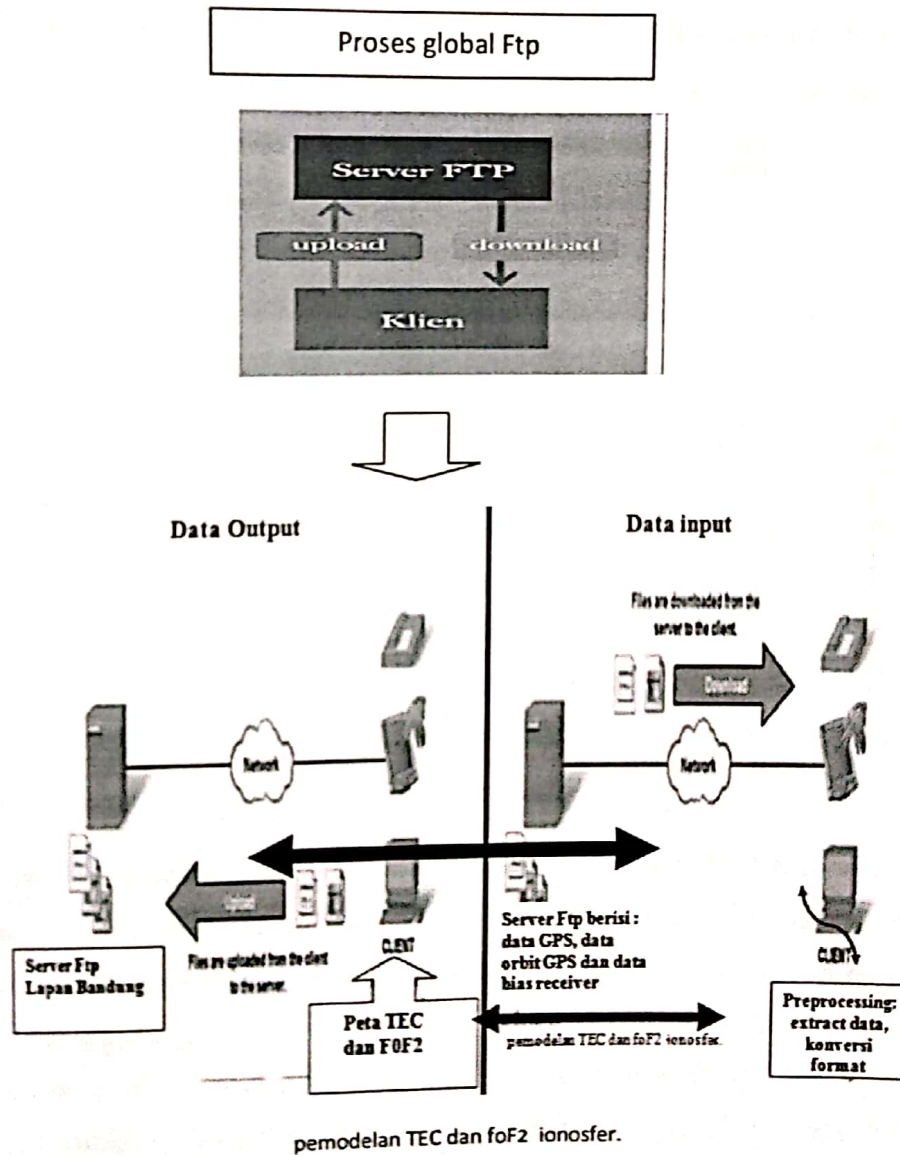 Proses global Ftp
Server FTP
upload
download
Klien
Data Output
Data input
Files are downloaded from the
server to the client.
Download
Network
Network
Files are uploaded from the client
to the server.
CLIENT
CLIENT
Server Ftp
Lapan Bandung
Server Ftp berisi :
data GPS, data
orbit GPS dan data
bias receiver
Peta TEC
dan F0F2
pemodelan TEC dan foF2 ionosfer.
Preprocessing:
extract data,
konversi
format
pemodelan TEC dan foF2 ionosfer.